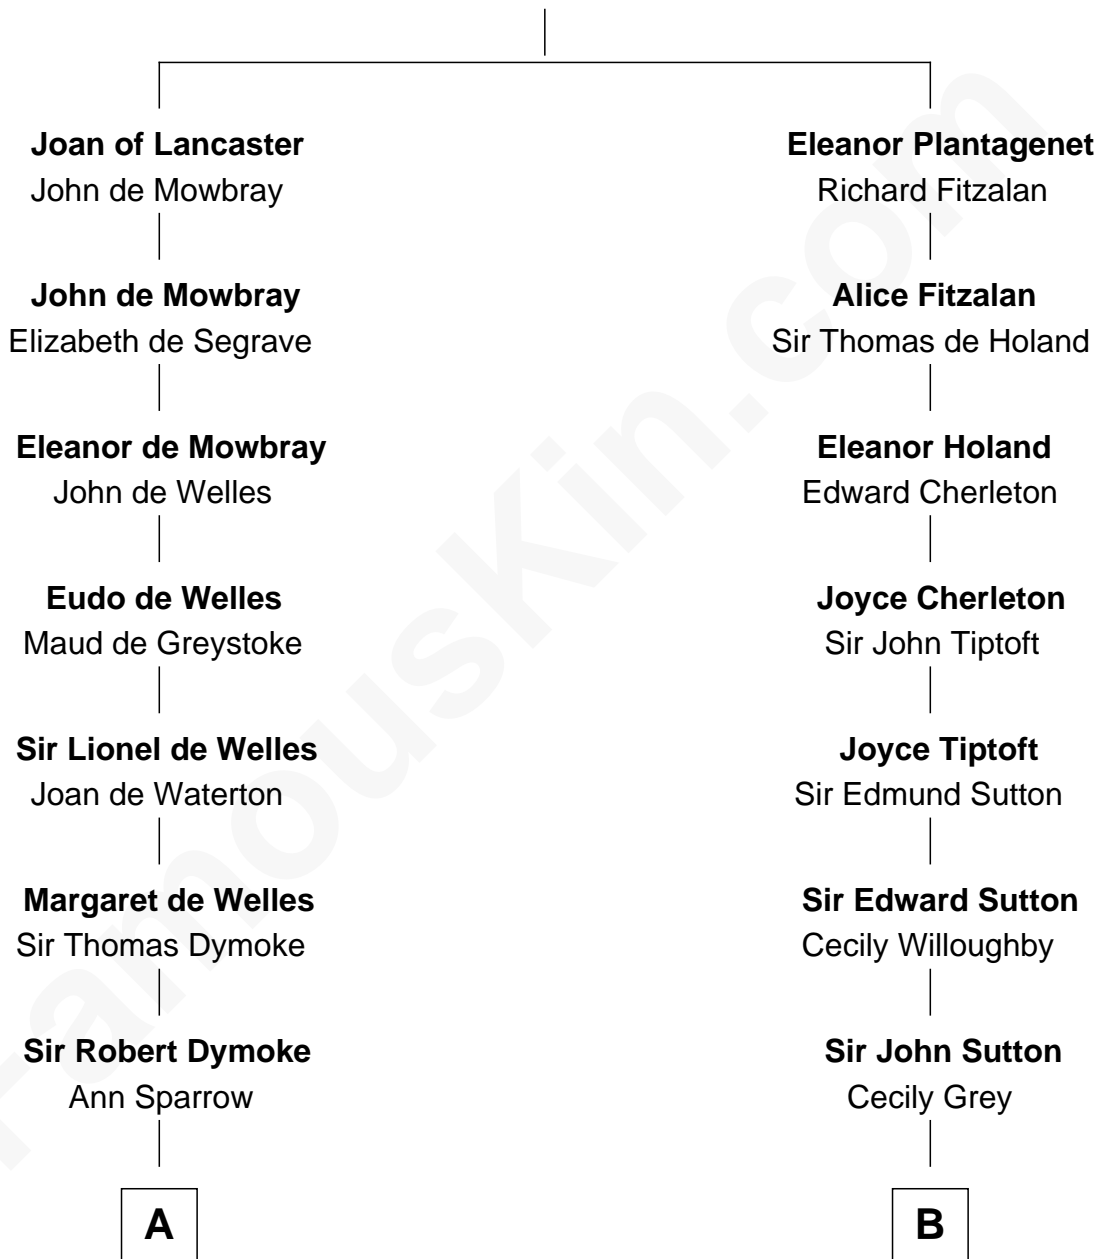 Joan of Lancaster
John de Mowbray
John de Mowbray
Elizabeth de Segrave
Eleanor de Mowbray
John de Welles
Eudo de Welles
Maud de Greystoke
Sir Lionel de Welles
Joan de Waterton
Margaret de Welles
Sir Thomas Dymoke
Sir Robert Dymoke
Ann Sparrow
A
Eleanor Plantagenet
Richard Fitzalan
Alice Fitzalan
Sir Thomas de Holand
Eleanor Holand
Edward Cherleton
Joyce Cherleton
Sir John Tiptoft
Joyce Tiptoft
Sir Edmund Sutton
Sir Edward Sutton
Cecily Willoughby
Sir John Sutton
Cecily Grey
B
FamousKin.com